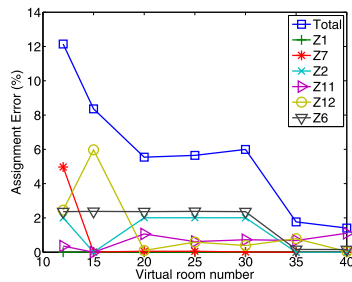 14
12
10
8
6
4
2
0
Assignment Error (%)
10 15 20 25 30 35 40
Virtual room number
Total
Z1
Z7
Z2
Z11
Z12
Z6